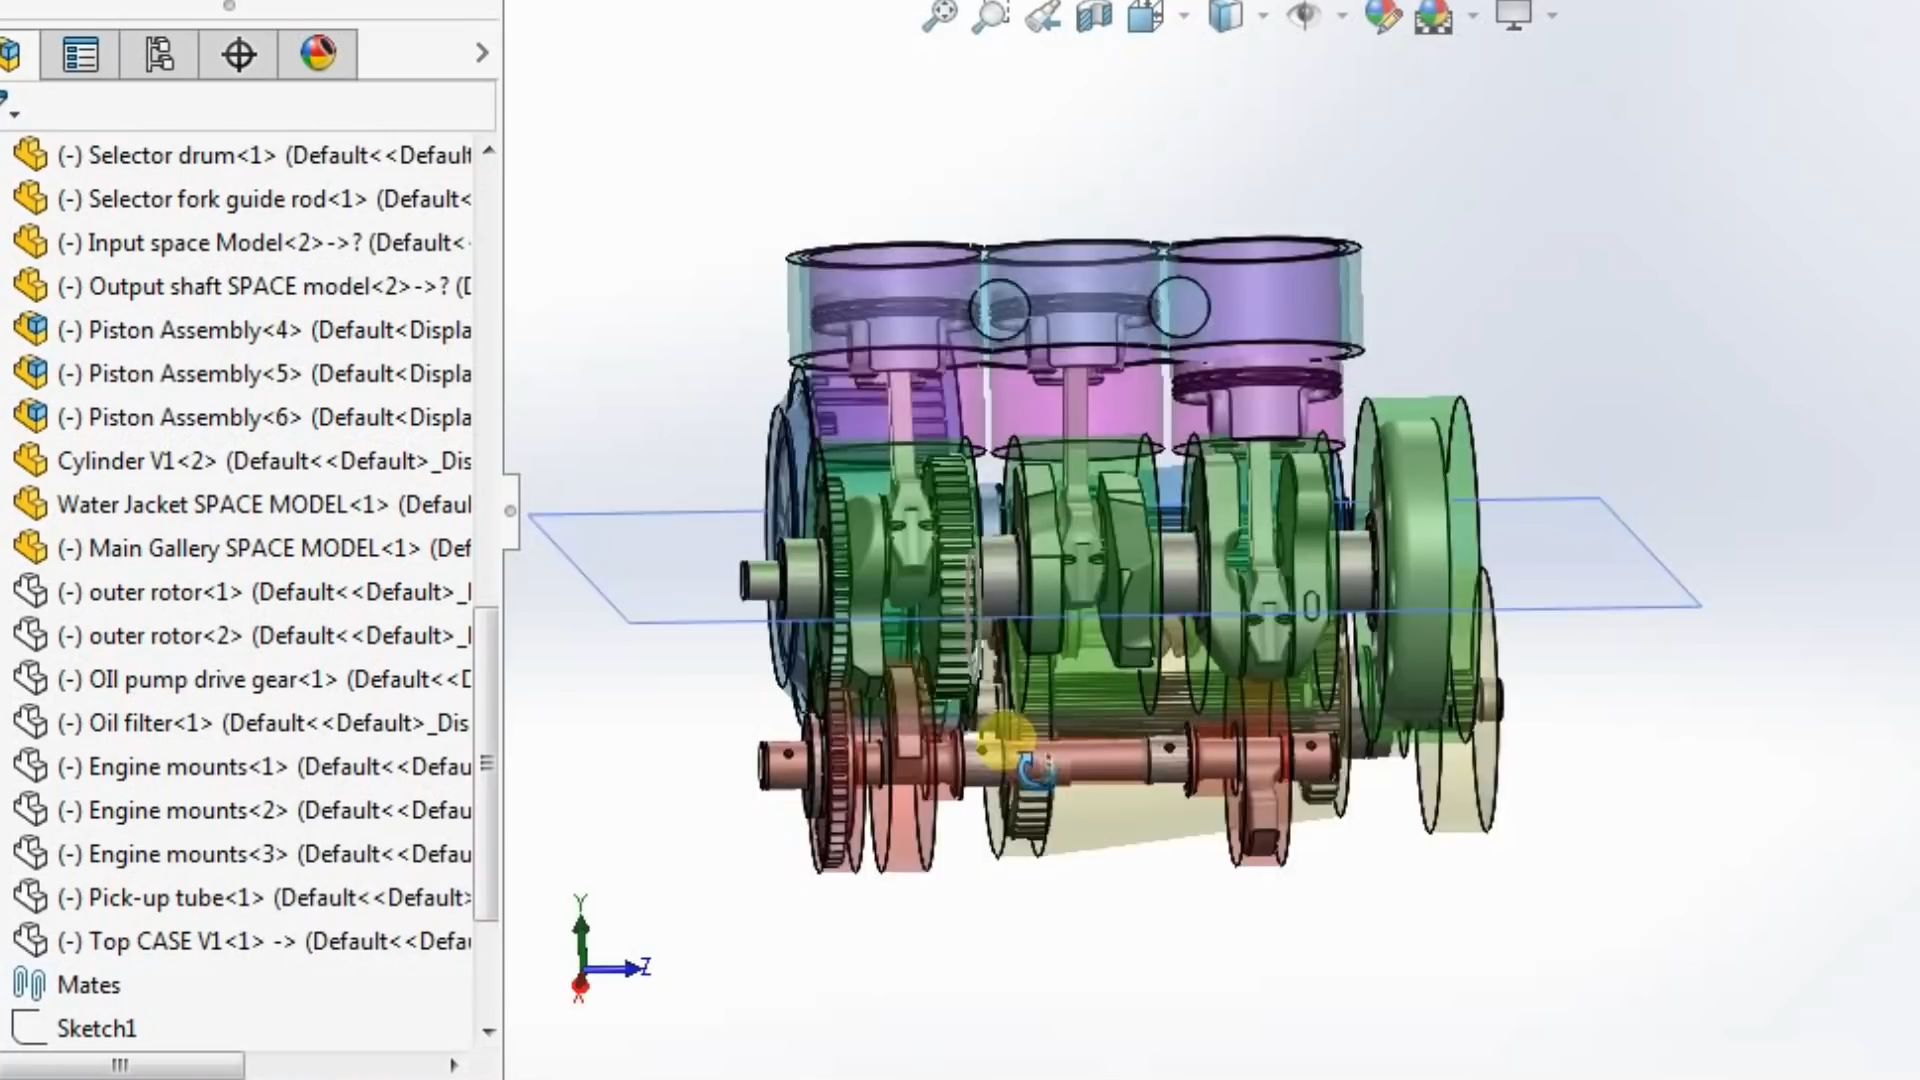 (-) Selector drum<1> (Default<<Default
(-) Selector fork guide rod<1> (Default<
(-) Input space Model<2>->? (Default<
(-) Output shaft SPACE model<2>->? (D
(-) Piston Assembly<4> (Default<Displa
(-) Piston Assembly<5> (Default<Displa
(-) Piston Assembly<6> (Default<Displa
Cylinder V1<2> (Default<<Default>_Dis
Water Jacket SPACE MODEL<1> (Defaul
(-) Main Gallery SPACE MODEL<1> (Def
(-) outer rotor<1> (Default<<Default>_
(-) outer rotor<2> (Default<<Default>_
(-) OIl pump drive gear<1> (Default<<D
(-) Oil filter<1> (Default<<Default>_Dis
(-) Engine mounts<1> (Default<<Defau
(-) Engine mounts<2> (Default<<Defau
(-) Engine mounts<3> (Default<<Defau
(-) Pick-up tube<1> (Default<<Default>
(-) Top CASE V1<1> -> (Default<<Defau
Mates
Sketch1
Y
Z
X